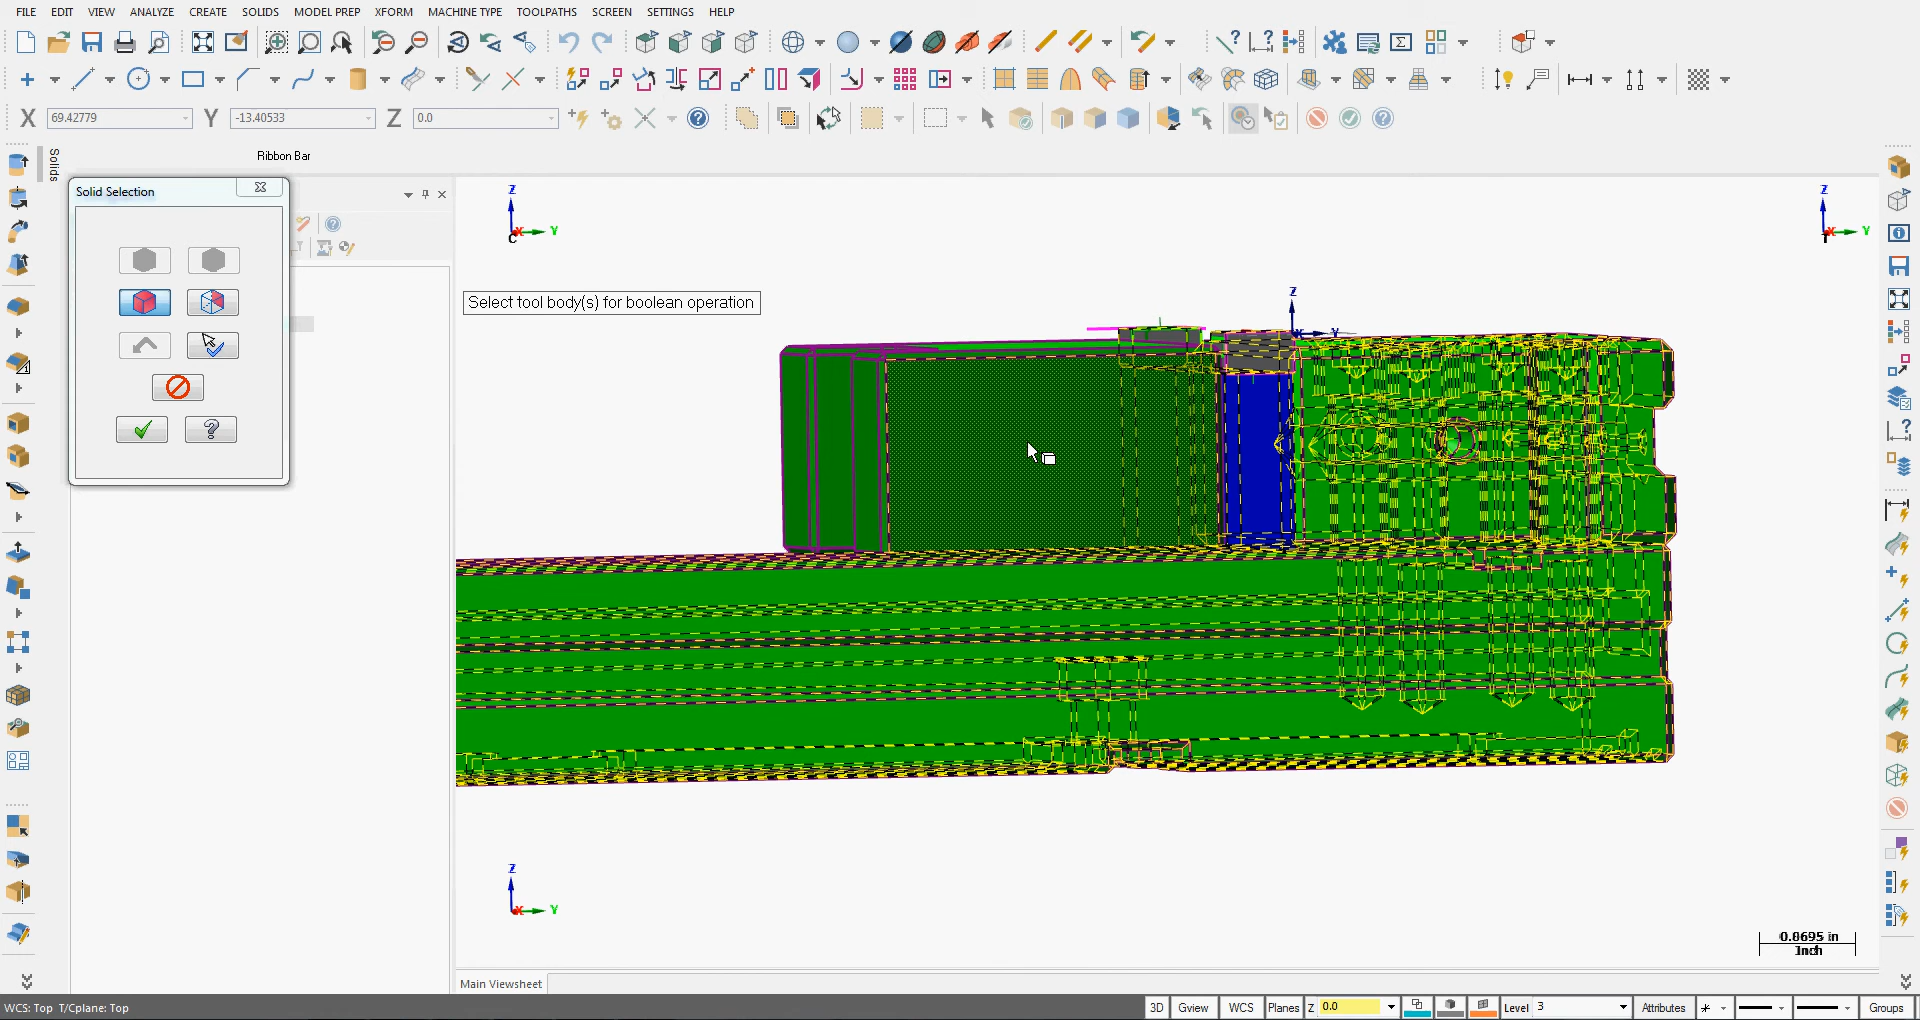 FILE EDIT VIEW ANALYZE CREATE SOLIDS MODEL PREP XFORM MACHINE TYPE TOOLPATHS SCREEN SETTINGS HELP
X 69.42779 Y -13.40533 Z 0.0
Ribbon Bar
Solids
Solid Selection
Z
Y
X
C
Z
Y
X
T
Select tool body(s) for boolean operation
Z
X Y
Z
X Y
0.8695 in
Inch
Main Viewsheet
WCS: Top T/Cplane: Top
3D Gview WCS Planes Z 0.0 Level 3 Attributes Groups